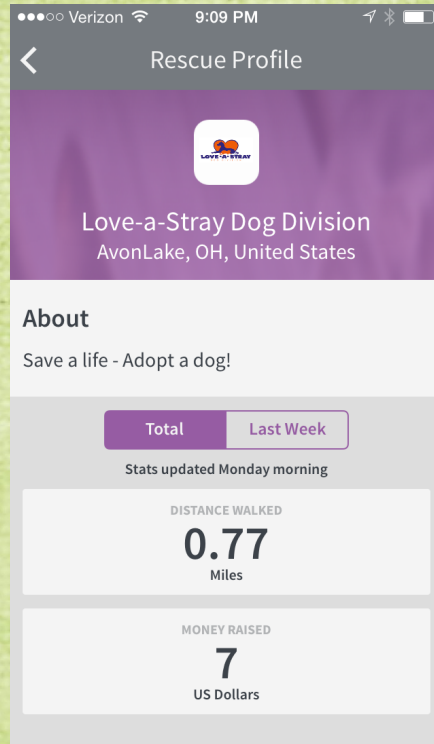 Verizon 9:09 PM
Rescue Profile
LOVE-A-STRAY
Love-a-Stray Dog Division
AvonLake, OH, United States
About
Save a life - Adopt a dog!
Total Last Week
Stats updated Monday morning
DISTANCE WALKED
0.77
Miles
MONEY RAISED
7
US Dollars